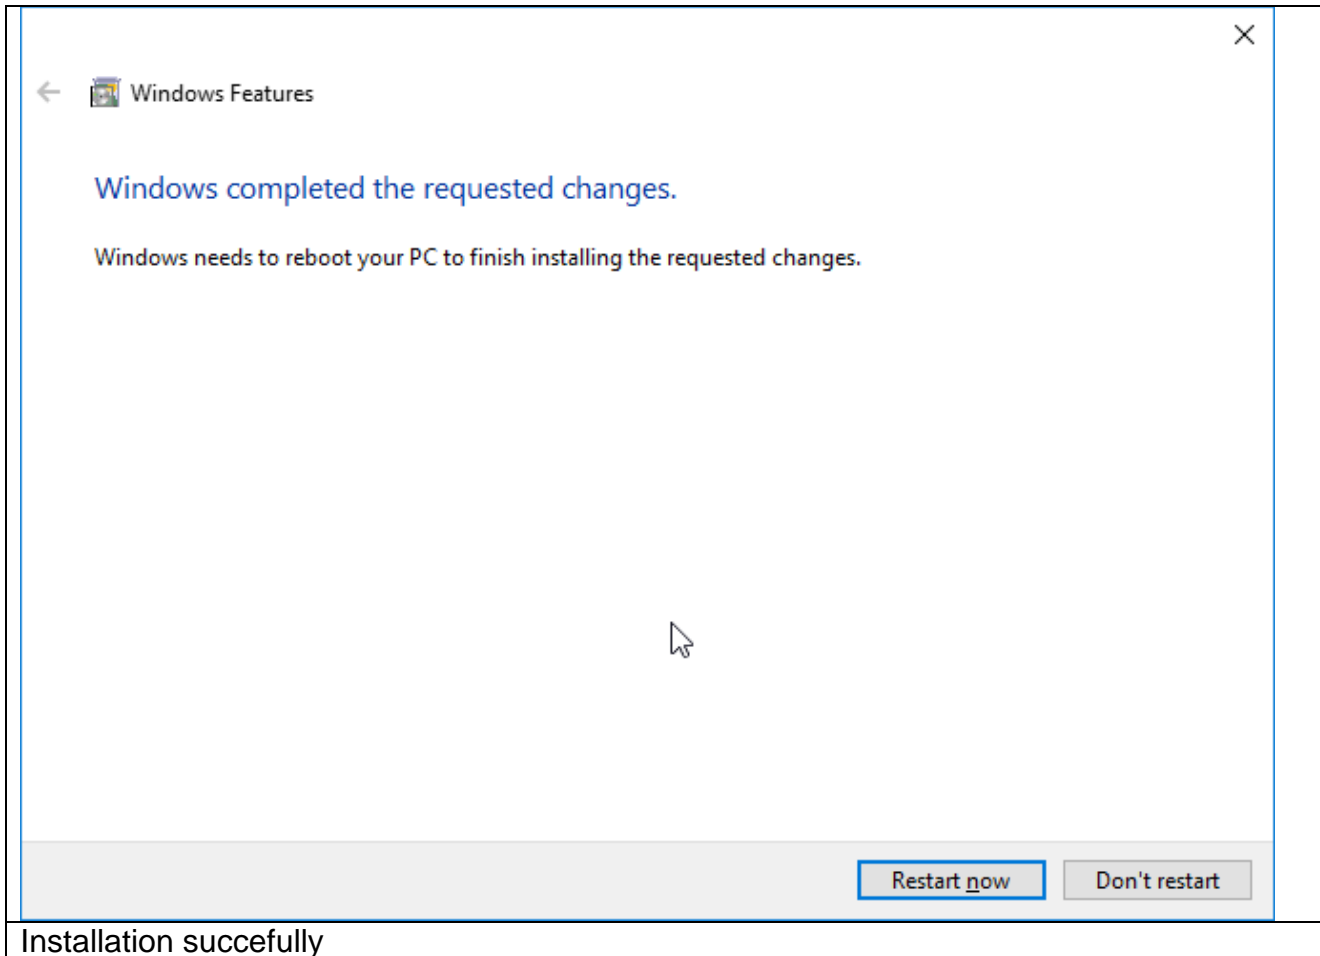 Windows Features
Windows completed the requested changes.
Windows needs to reboot your PC to finish installing the requested changes.
Restart now
Don't restart
Installation succefully